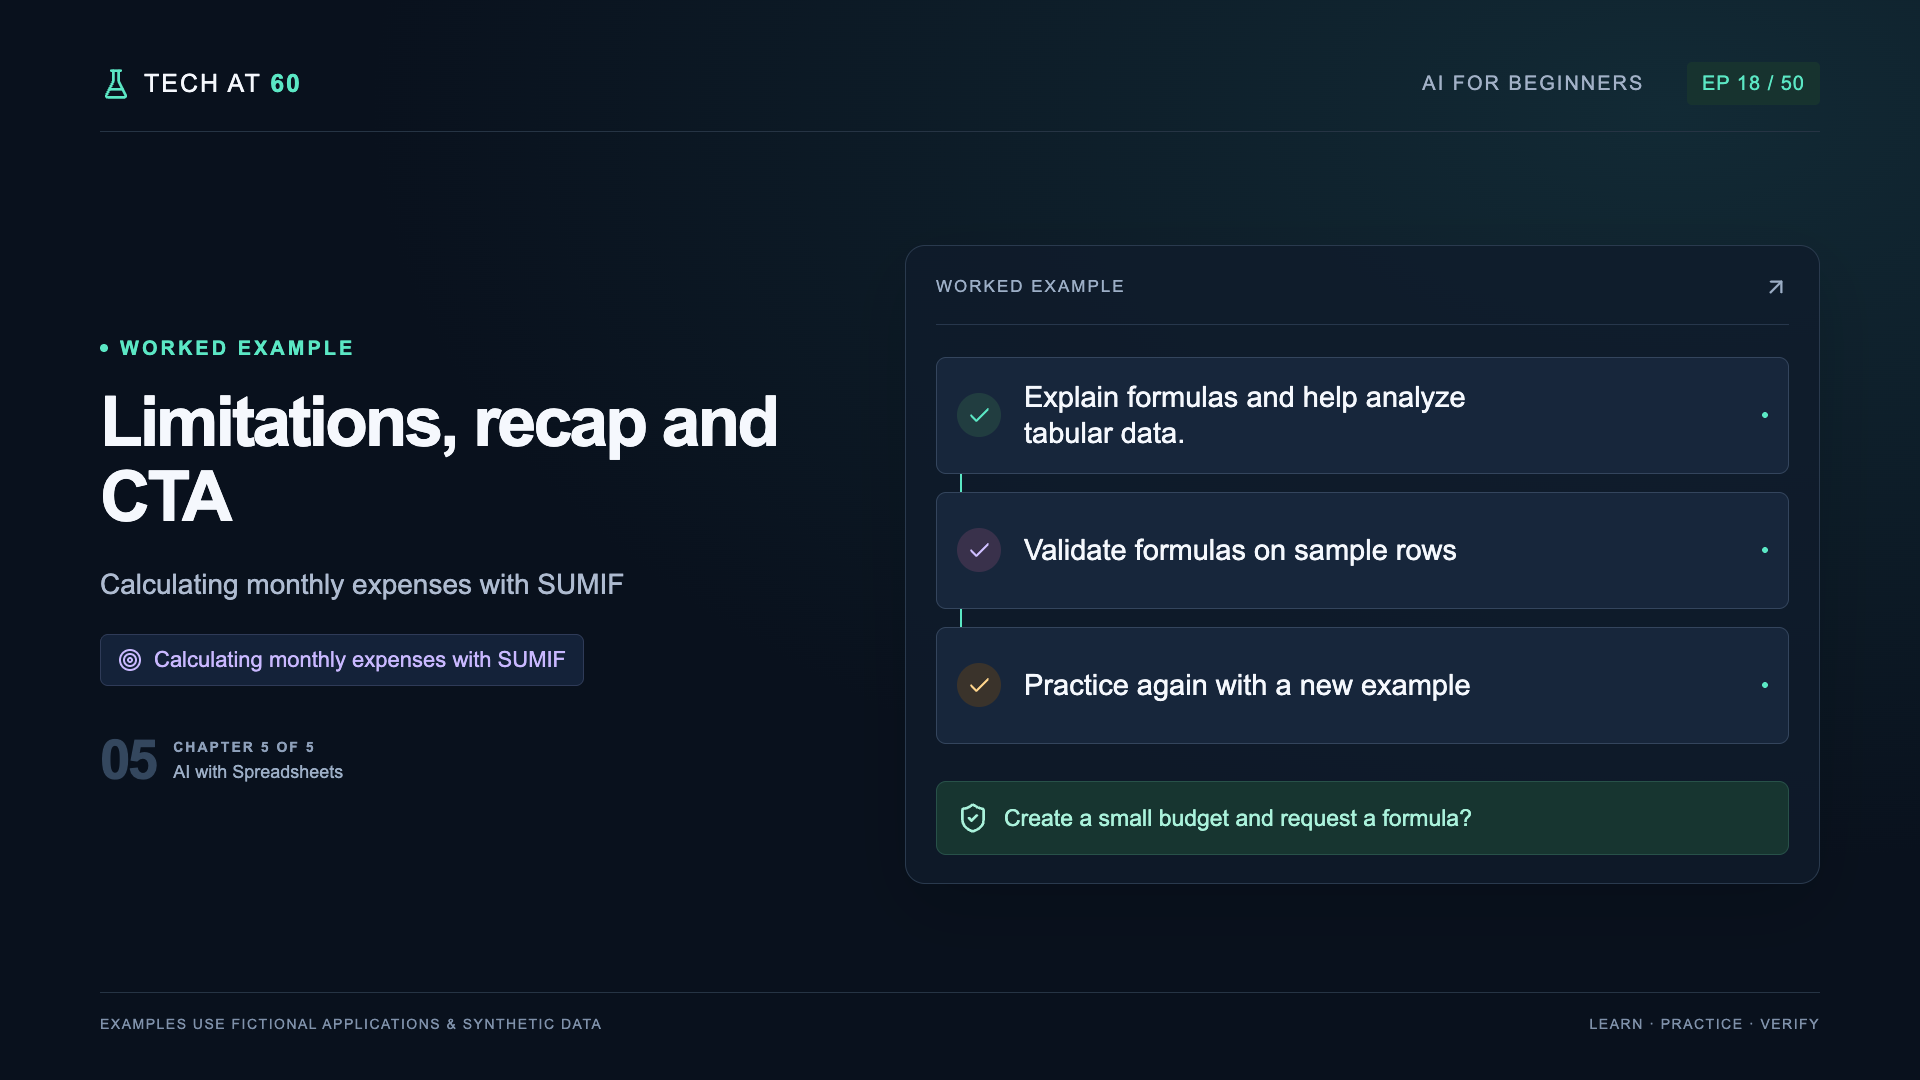 TECH AT 60
AI FOR BEGINNERS
EP 18 / 50
WORKED EXAMPLE
Limitations, recap and
CTA
Calculating monthly expenses with SUMIF
Calculating monthly expenses with SUMIF
05
CHAPTER 5 OF 5
AI with Spreadsheets
WORKED EXAMPLE
Explain formulas and help analyze
tabular data.
Validate formulas on sample rows
Practice again with a new example
Create a small budget and request a formula?
EXAMPLES USE FICTIONAL APPLICATIONS & SYNTHETIC DATA
LEARN · PRACTICE · VERIFY